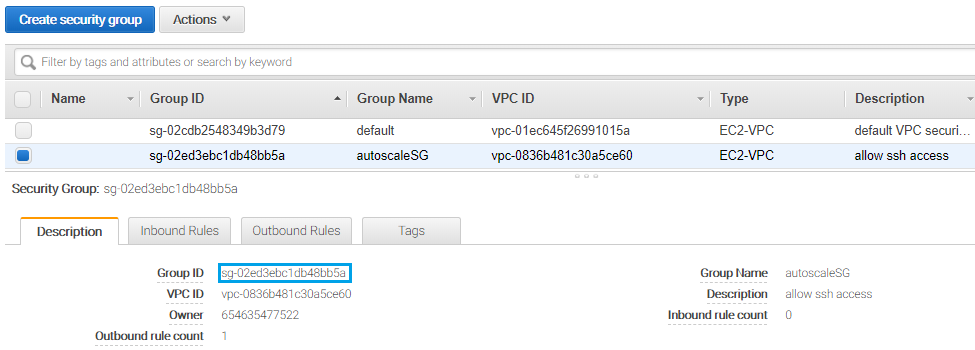 Create security group Actions
Filter by tags and attributes or search by keyword
Name Group ID Group Name VPC ID Type Description
sg-02cdb2548349b3d79 default vpc-01ec645f26991015a EC2-VPC default VPC securi...
sg-02ed3ebc1db48bb5a autoscaleSG vpc-0836b481c30a5ce60 EC2-VPC allow ssh access
Security Group: sg-02ed3ebc1db48bb5a
Description Inbound Rules Outbound Rules Tags
Group ID sg-02ed3ebc1db48bb5a Group Name autoscaleSG
VPC ID vpc-0836b481c30a5ce60 Description allow ssh access
Owner 654635477522 Inbound rule count 0
Outbound rule count 1